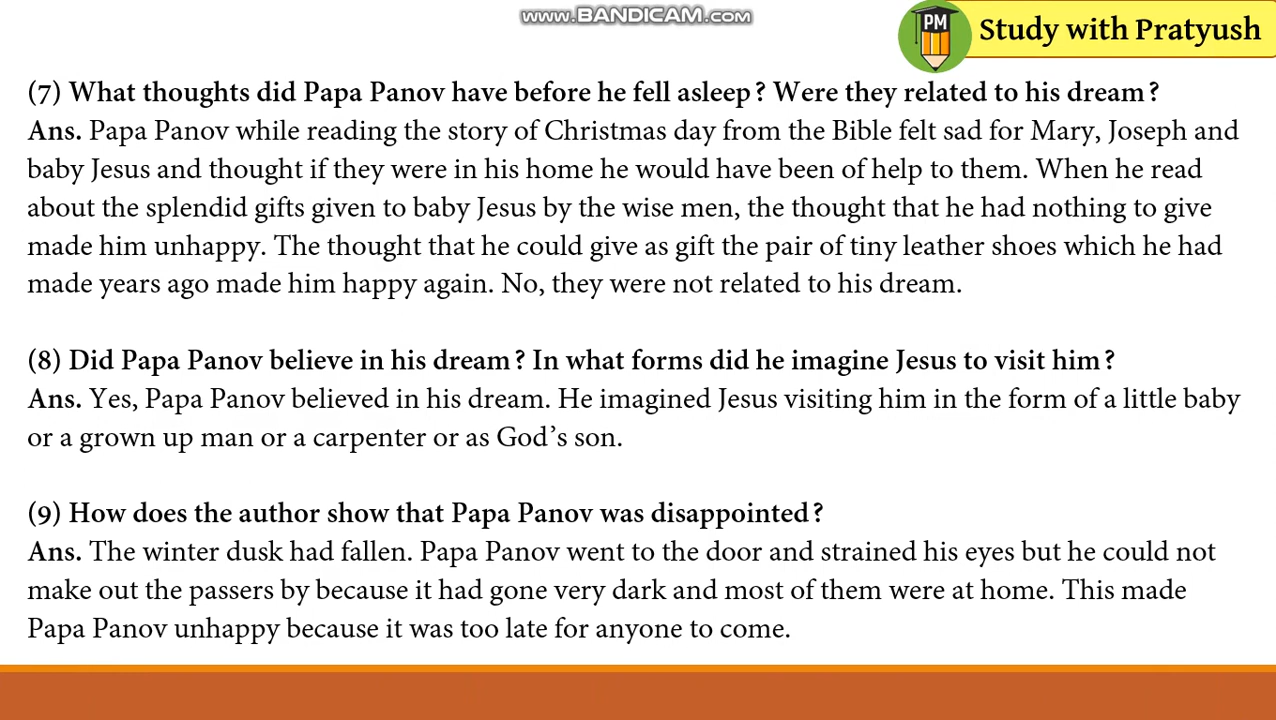 www.BANDICAM.com
PM
Study with Pratyush
(7) What thoughts did Papa Panov have before he fell asleep? Were they related to his dream?
Ans. Papa Panov while reading the story of Christmas day from the Bible felt sad for Mary, Joseph and
baby Jesus and thought if they were in his home he would have been of help to them. When he read
about the splendid gifts given to baby Jesus by the wise men, the thought that he had nothing to give
made him unhappy. The thought that he could give as gift the pair of tiny leather shoes which he had
made years ago made him happy again. No, they were not related to his dream.
(8) Did Papa Panov believe in his dream? In what forms did he imagine Jesus to visit him?
Ans. Yes, Papa Panov believed in his dream. He imagined Jesus visiting him in the form of a little baby
or a grown up man or a carpenter or as God’s son.
(9) How does the author show that Papa Panov was disappointed?
Ans. The winter dusk had fallen. Papa Panov went to the door and strained his eyes but he could not
make out the passers by because it had gone very dark and most of them were at home. This made
Papa Panov unhappy because it was too late for anyone to come.